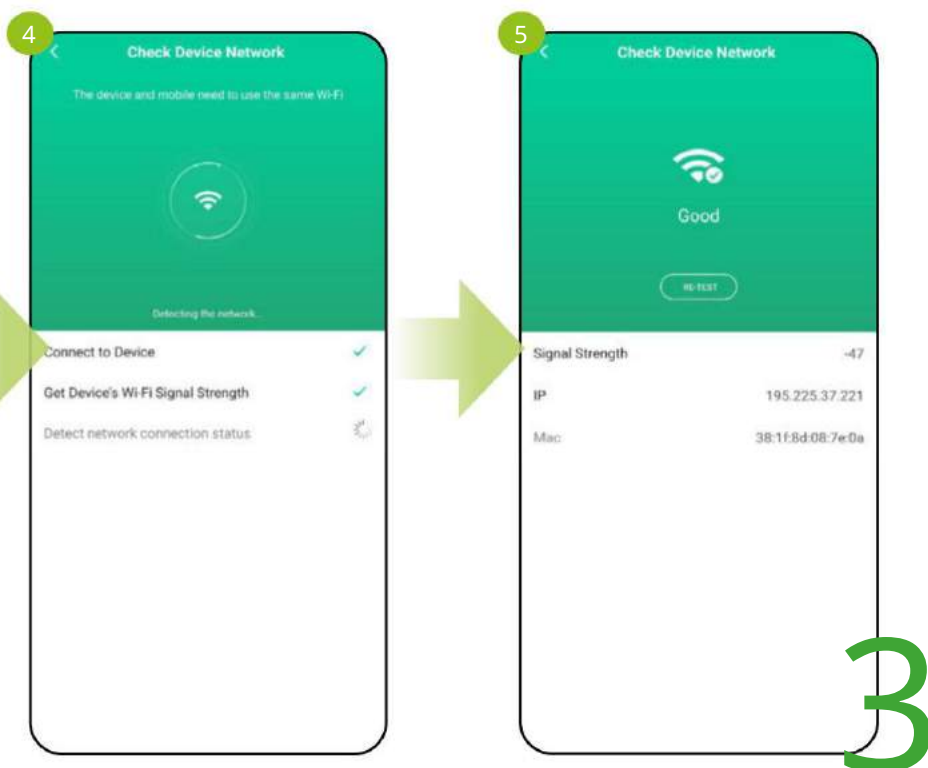 4
Check Device Network
The device and mobile need to use the same Wi-Fi
Detecting the network...
Connect to Device
Get Device's Wi-Fi Signal Strength
Detect network connection status
5
Check Device Network
Good
RE-TEST
Signal Strength -47
IP 195.225.37.221
Mac 38:1f:8d:08:7e:0a
3